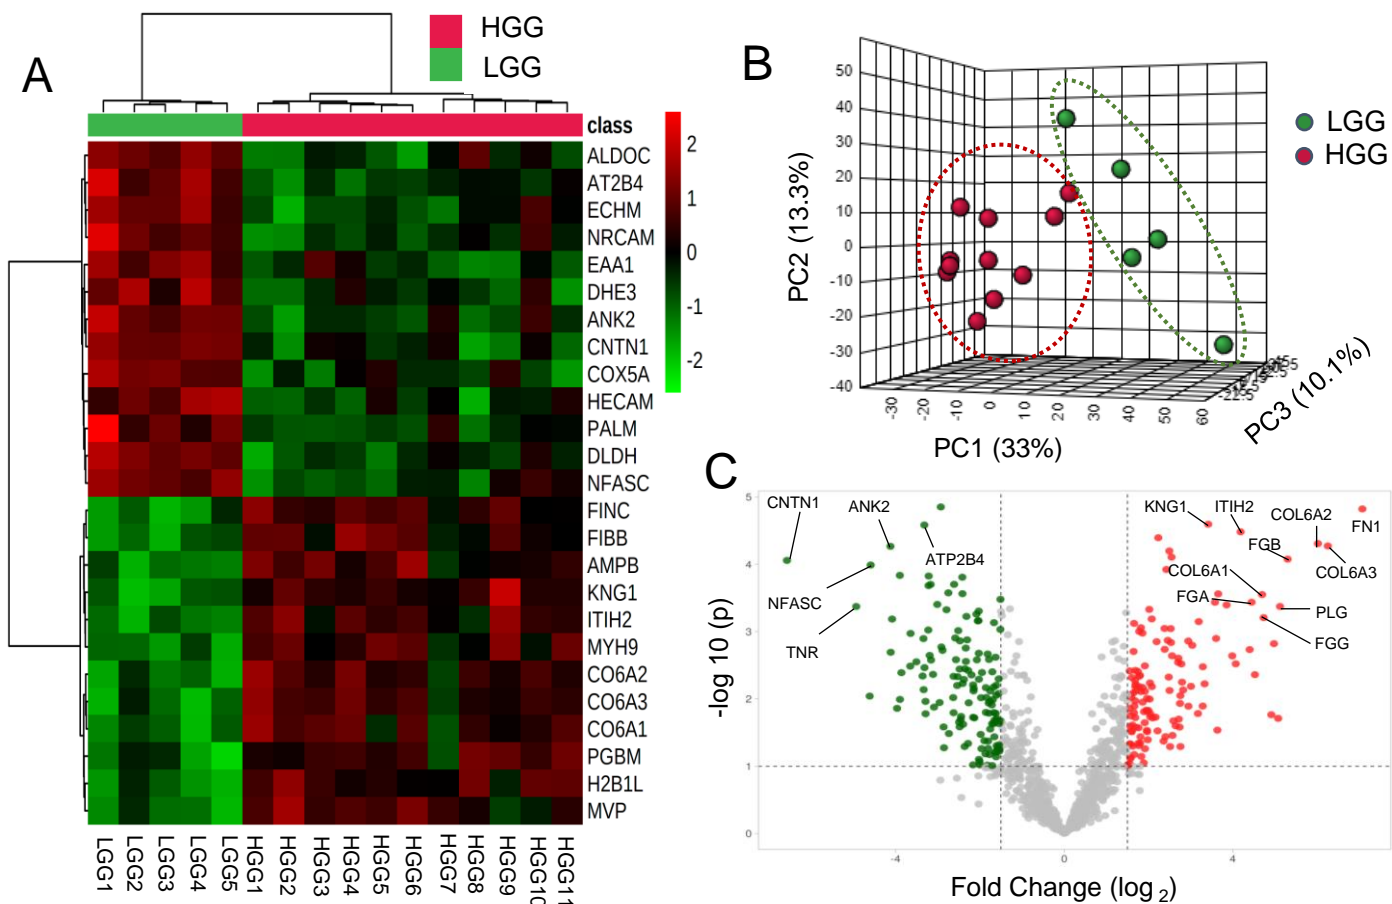 A
HGG
LGG
class
ALDOC
AT2B4
ECHM
NRCAM
EAA1
DHE3
ANK2
CNTN1
COX5A
HECAM
PALM
DLDH
NFASC
FINC
FIBB
AMPB
KNG1
ITIH2
MYH9
CO6A2
CO6A3
CO6A1
PGBM
H2B1L
MVP
2
1
0
-1
-2
LGG1 LGG2 LGG3 LGG4 LGG5 HGG1 HGG2 HGG3 HGG4 HGG5 HGG6 HGG7 HGG8 HGG9 HGG10 HGG11
B
LGG
HGG
PC2 (13.3%)
50
40
30
20
10
0
-10
-20
-30
-40
-30 -20 -10 0 10 20 30 40 50 60
PC1 (33%)
PC3 (10.1%)
C
-log 10 (p)
5
4
3
2
1
0
CNTN1
ANK2
ATP2B4
NFASC
TNR
KNG1
ITIH2
COL6A2
FN1
FGB
COL6A3
COL6A1
FGA
PLG
FGG
-4 0 4
Fold Change (log 2)